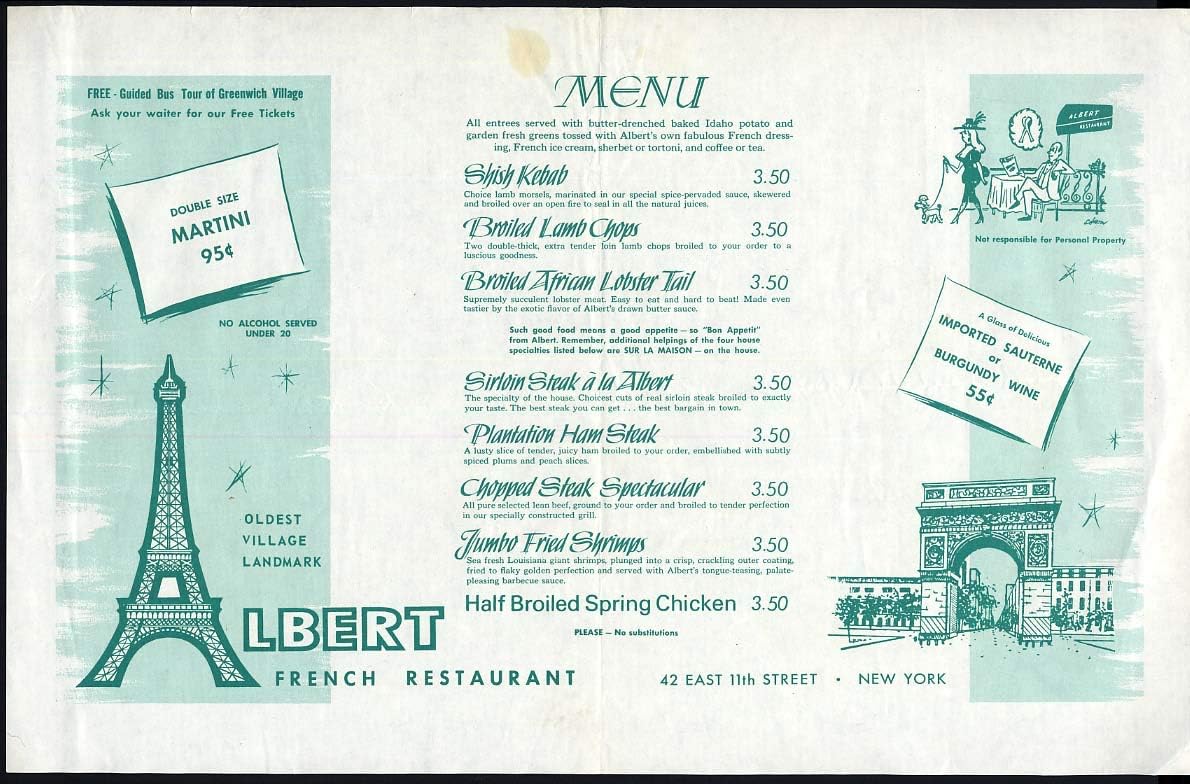 FREE - Guided Bus Tour of Greenwich Village
Ask your waiter for our Free Tickets
DOUBLE SIZE
MARTINI
95¢
NO ALCOHOL SERVED
UNDER 20
OLDEST
VILLAGE
LANDMARK
LBERT
FRENCH RESTAURANT
MENU
All entrees served with butter-drenched baked Idaho potato and
garden fresh greens tossed with Albert's own fabulous French dress-
ing, French ice cream, sherbet or tortoni, and coffee or tea.
Shish Kebab 3.50
Choice lamb morsels, marinated in our special spice-pervaded sauce, skewered
and broiled over an open fire to seal in all the natural juices.
Broiled Lamb Chops 3.50
Two double-thick, extra tender loin lamb chops broiled to your order to a
luscious goodness.
Broiled African Lobster Tail 3.50
Supremely succulent lobster meat. Easy to eat and hard to beat! Made even
tastier by the exotic flavor of Albert's drawn butter sauce.
Such good food means a good appetite — so "Bon Appetit"
from Albert. Remember, additional helpings of the four house
specialties listed below are SUR LA MAISON — on the house.
Sirloin Steak à la Albert 3.50
The specialty of the house. Choicest cuts of real sirloin steak broiled to exactly
your taste. The best steak you can get . . . the best bargain in town.
Plantation Ham Steak 3.50
A lusty slice of tender, juicy ham broiled to your order, embellished with subtly
spiced plums and peach slices.
Chopped Steak Spectacular 3.50
All pure selected lean beef, ground to your order and broiled to tender perfection
in our specially constructed grill.
Jumbo Fried Shrimps 3.50
Sea fresh Louisiana giant shrimps, plunged into a crisp, crackling outer coating,
fried to flaky golden perfection and served with Albert's tongue-teasing, palate-
pleasing barbecue sauce.
Half Broiled Spring Chicken 3.50
PLEASE — No substitutions
42 EAST 11th STREET • NEW YORK
ALBERT
RESTAURANT
Not responsible for Personal Property
A Glass of Delicious
IMPORTED SAUTERNE
or
BURGUNDY WINE
55¢